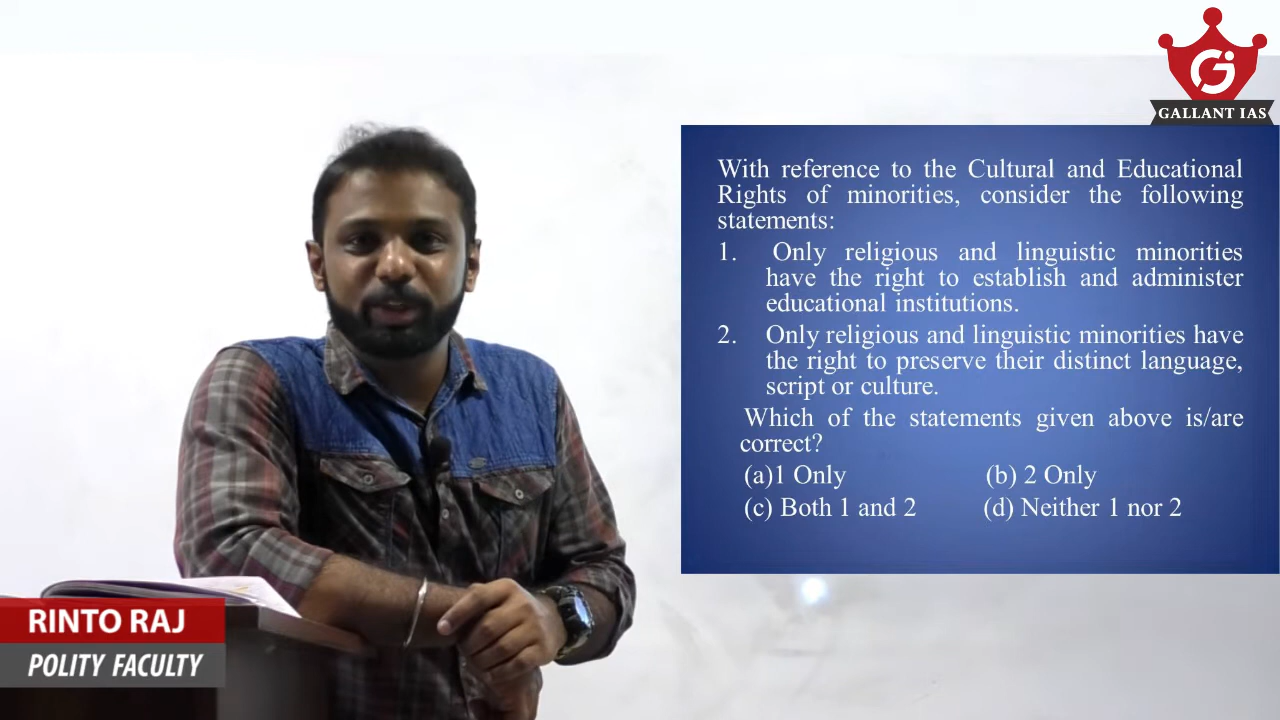 GALLANT IAS
With reference to the Cultural and Educational
Rights of minorities, consider the following
statements:
1. Only religious and linguistic minorities
have the right to establish and administer
educational institutions.
2. Only religious and linguistic minorities have
the right to preserve their distinct language,
script or culture.
Which of the statements given above is/are
correct?
(a)1 Only (b) 2 Only
(c) Both 1 and 2 (d) Neither 1 nor 2
RINTO RAJ
POLITY FACULTY